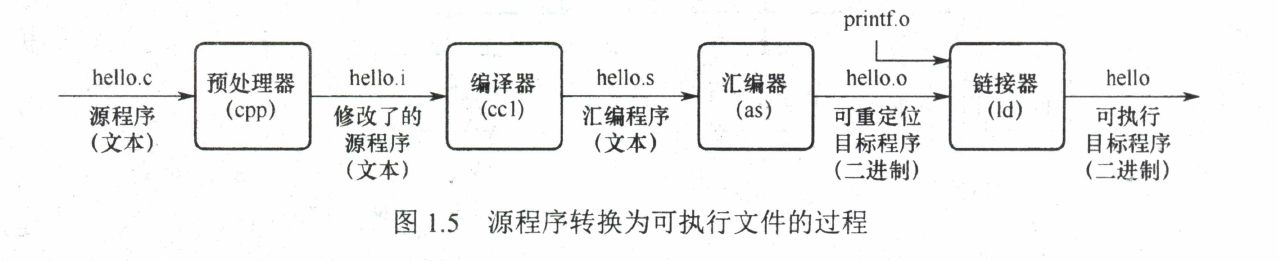 printf.o
hello.c
源程序
(文本)
预处理器
(cpp)
hello.i
修改了的
源程序
(文本)
编译器
(cc1)
hello.s
汇编程序
(文本)
汇编器
(as)
hello.o
可重定位
目标程序
(二进制)
链接器
(ld)
hello
可执行
目标程序
(二进制)
图 1.5 源程序转换为可执行文件的过程